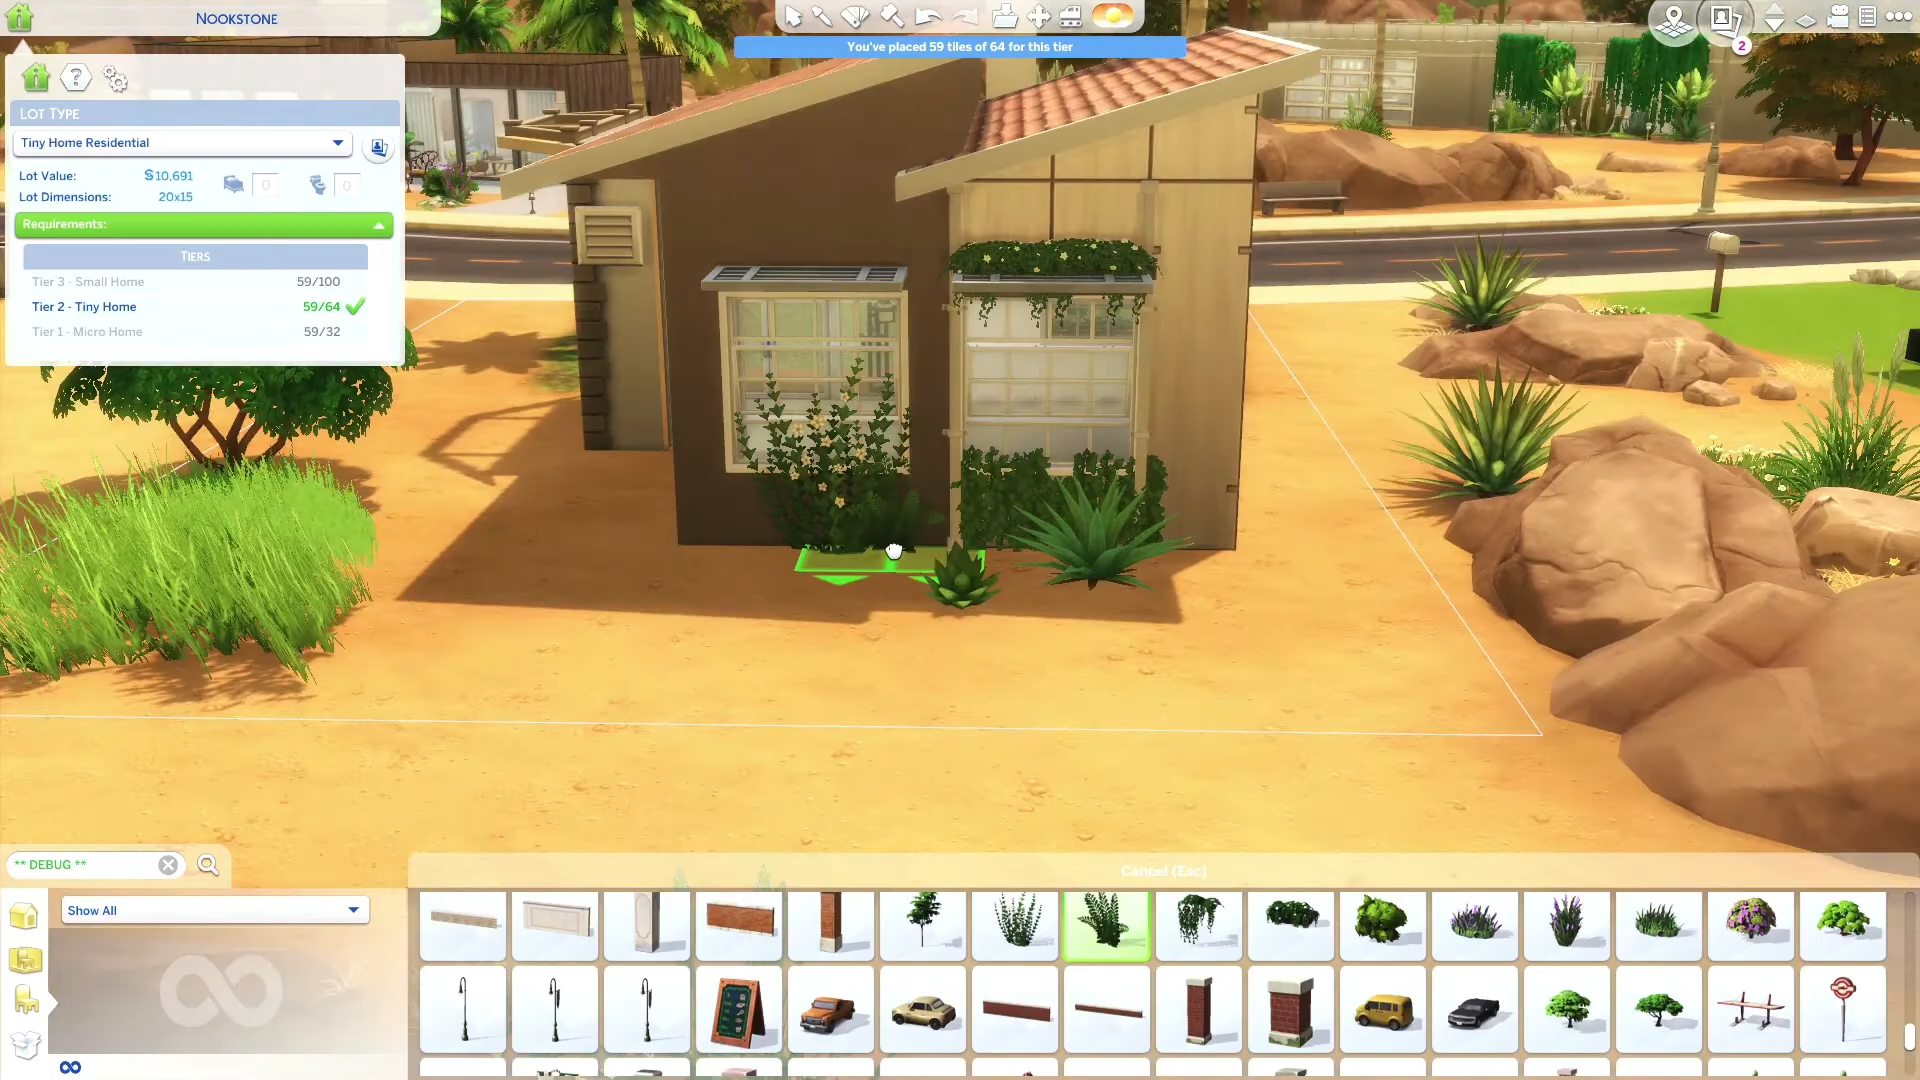 Nookstone
You've placed 59 tiles of 64 for this tier
2
Lot Type
Tiny Home Residential
Lot Value: §10,691
0
0
Lot Dimensions: 20x15
Requirements:
Tiers
Tier 3 - Small Home 59/100
Tier 2 - Tiny Home 59/64
Tier 1 - Micro Home 59/32
** DEBUG **
Cancel (Esc)
Show All